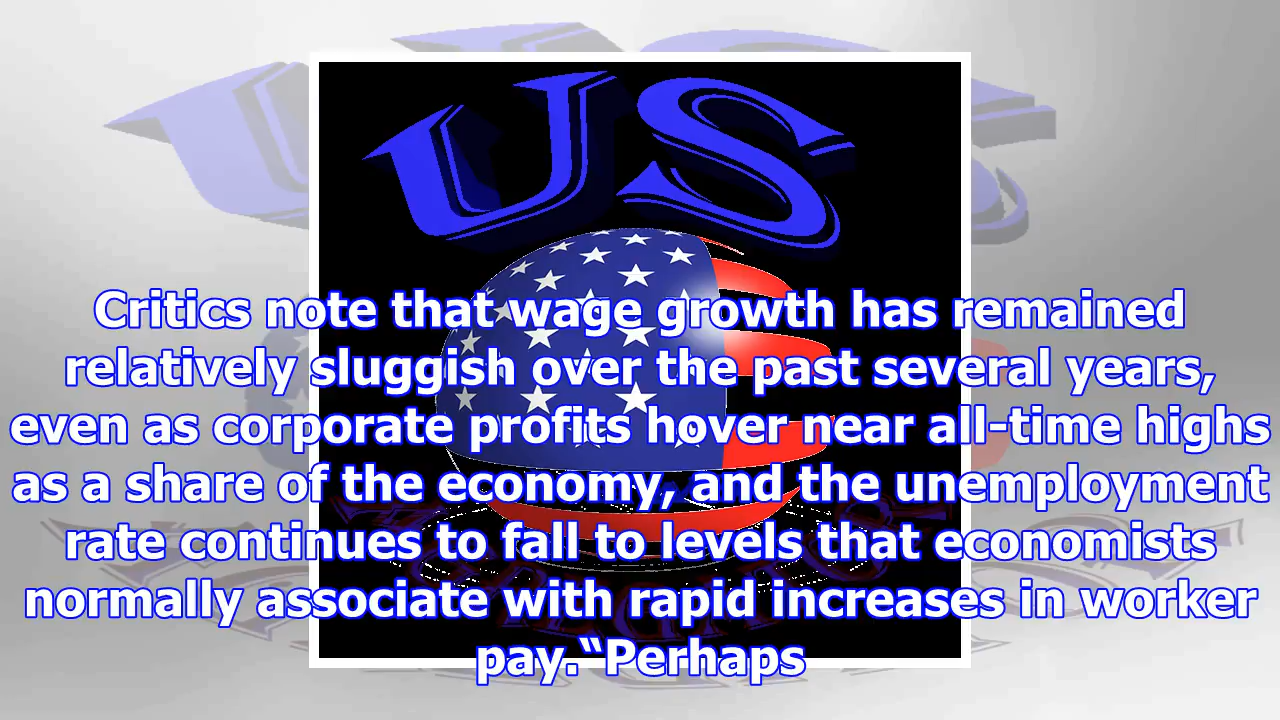 US
Critics note that wage growth has remained
relatively sluggish over the past several years,
even as corporate profits hover near all-time highs
as a share of the economy, and the unemployment
rate continues to fall to levels that economists
normally associate with rapid increases in worker
pay.“Perhaps